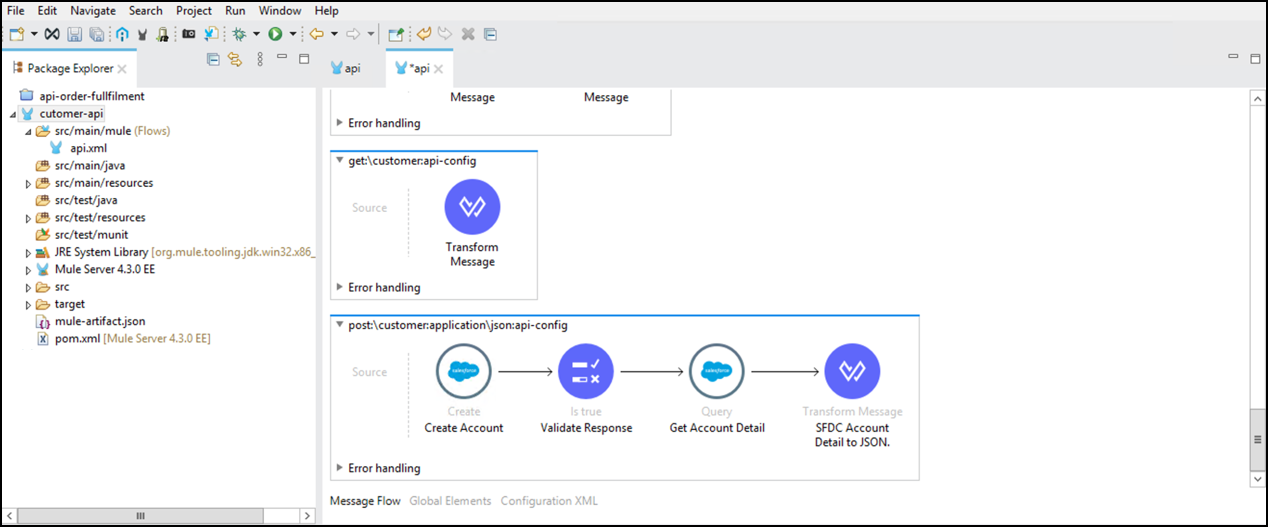 File Edit Navigate Search Project Run Window Help
Package Explorer
api
*api
api-order-fullfilment
cutomer-api
src/main/mule (Flows)
api.xml
src/main/java
src/main/resources
src/test/java
src/test/resources
src/test/munit
JRE System Library [org.mule.tooling.jdk.win32.x86_
Mule Server 4.3.0 EE
src
target
mule-artifact.json
pom.xml [Mule Server 4.3.0 EE]
Message Message
Error handling
get:\customer:api-config
Source
Transform
Message
Error handling
post:\customer:application\json:api-config
Source
salesforce
salesforce
Create
Create Account
Is true
Validate Response
Query
Get Account Detail
Transform Message
SFDC Account
Detail to JSON.
Error handling
Message Flow Global Elements Configuration XML